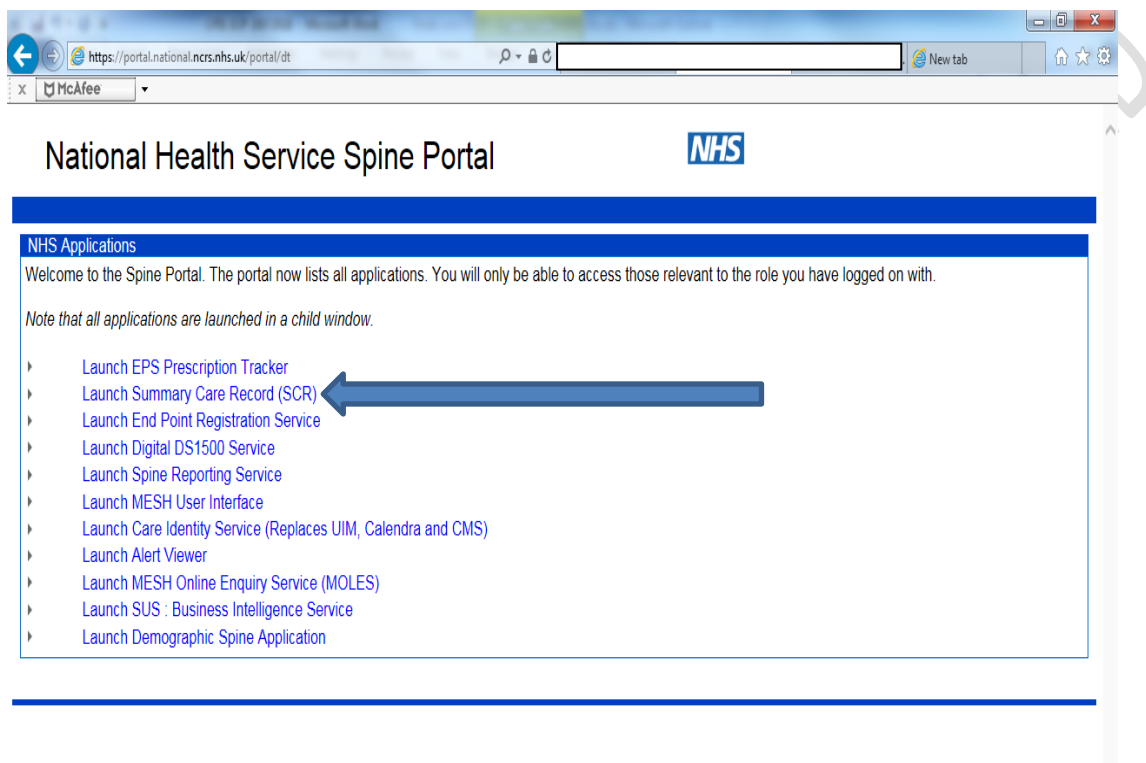 https://portal.national.ncrs.nhs.uk/portal/dt
New tab
x McAfee
National Health Service Spine Portal
NHS
NHS Applications
Welcome to the Spine Portal. The portal now lists all applications. You will only be able to access those relevant to the role you have logged on with.
Note that all applications are launched in a child window.
Launch EPS Prescription Tracker
Launch Summary Care Record (SCR)
Launch End Point Registration Service
Launch Digital DS1500 Service
Launch Spine Reporting Service
Launch MESH User Interface
Launch Care Identity Service (Replaces UIM, Calendra and CMS)
Launch Alert Viewer
Launch MESH Online Enquiry Service (MOLES)
Launch SUS : Business Intelligence Service
Launch Demographic Spine Application